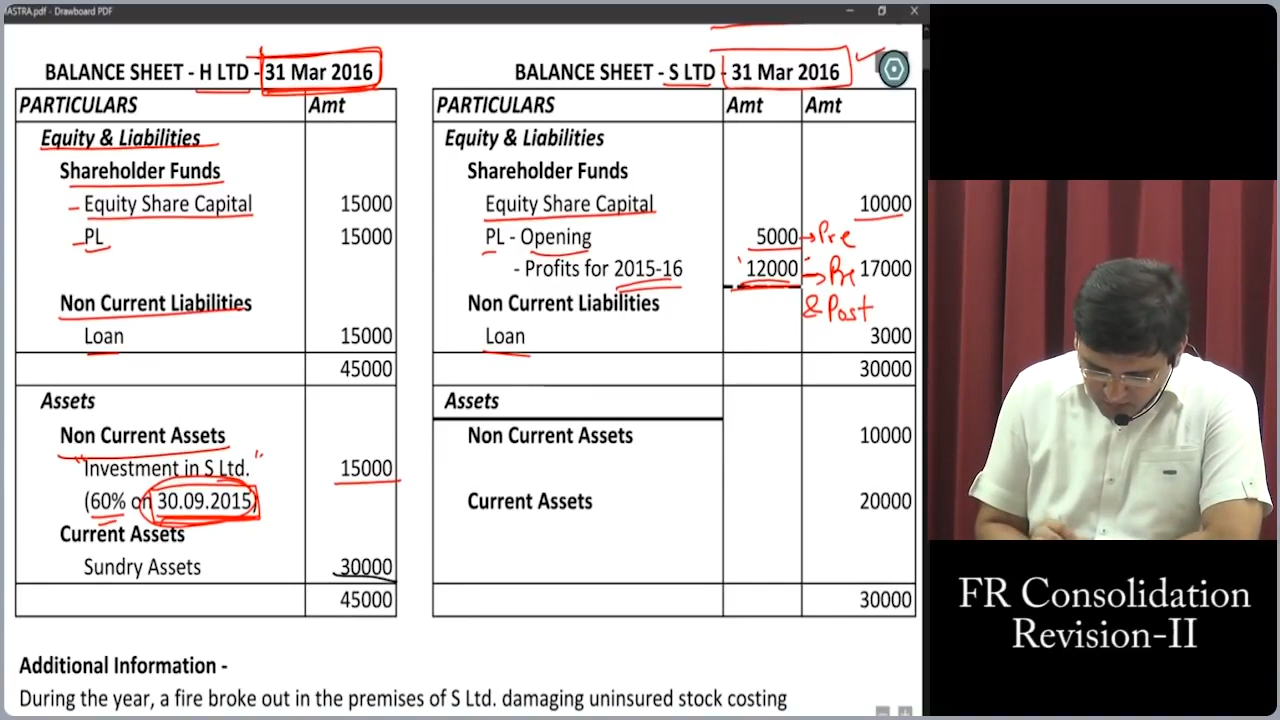 ASTRA.pdf - Drawboard PDF
BALANCE SHEET - H LTD - 31 Mar 2016
PARTICULARS Amt
Equity & Liabilities
Shareholder Funds
Equity Share Capital 15000
PL 15000
Non Current Liabilities
Loan 15000
45000
Assets
Non Current Assets
"Investment in S Ltd." 15000
(60% on 30.09.2015)
Current Assets
Sundry Assets 30000
45000
BALANCE SHEET - S LTD - 31 Mar 2016
PARTICULARS Amt Amt
Equity & Liabilities
Shareholder Funds
Equity Share Capital 10000
PL - Opening 5000 → Pre
- Profits for 2015-16 "12000" → Pre 17000
Non Current Liabilities & Post
Loan 3000
30000
Assets
Non Current Assets 10000
Current Assets 20000
30000
Additional Information -
During the year, a fire broke out in the premises of S Ltd. damaging uninsured stock costing
FR Consolidation
Revision-II